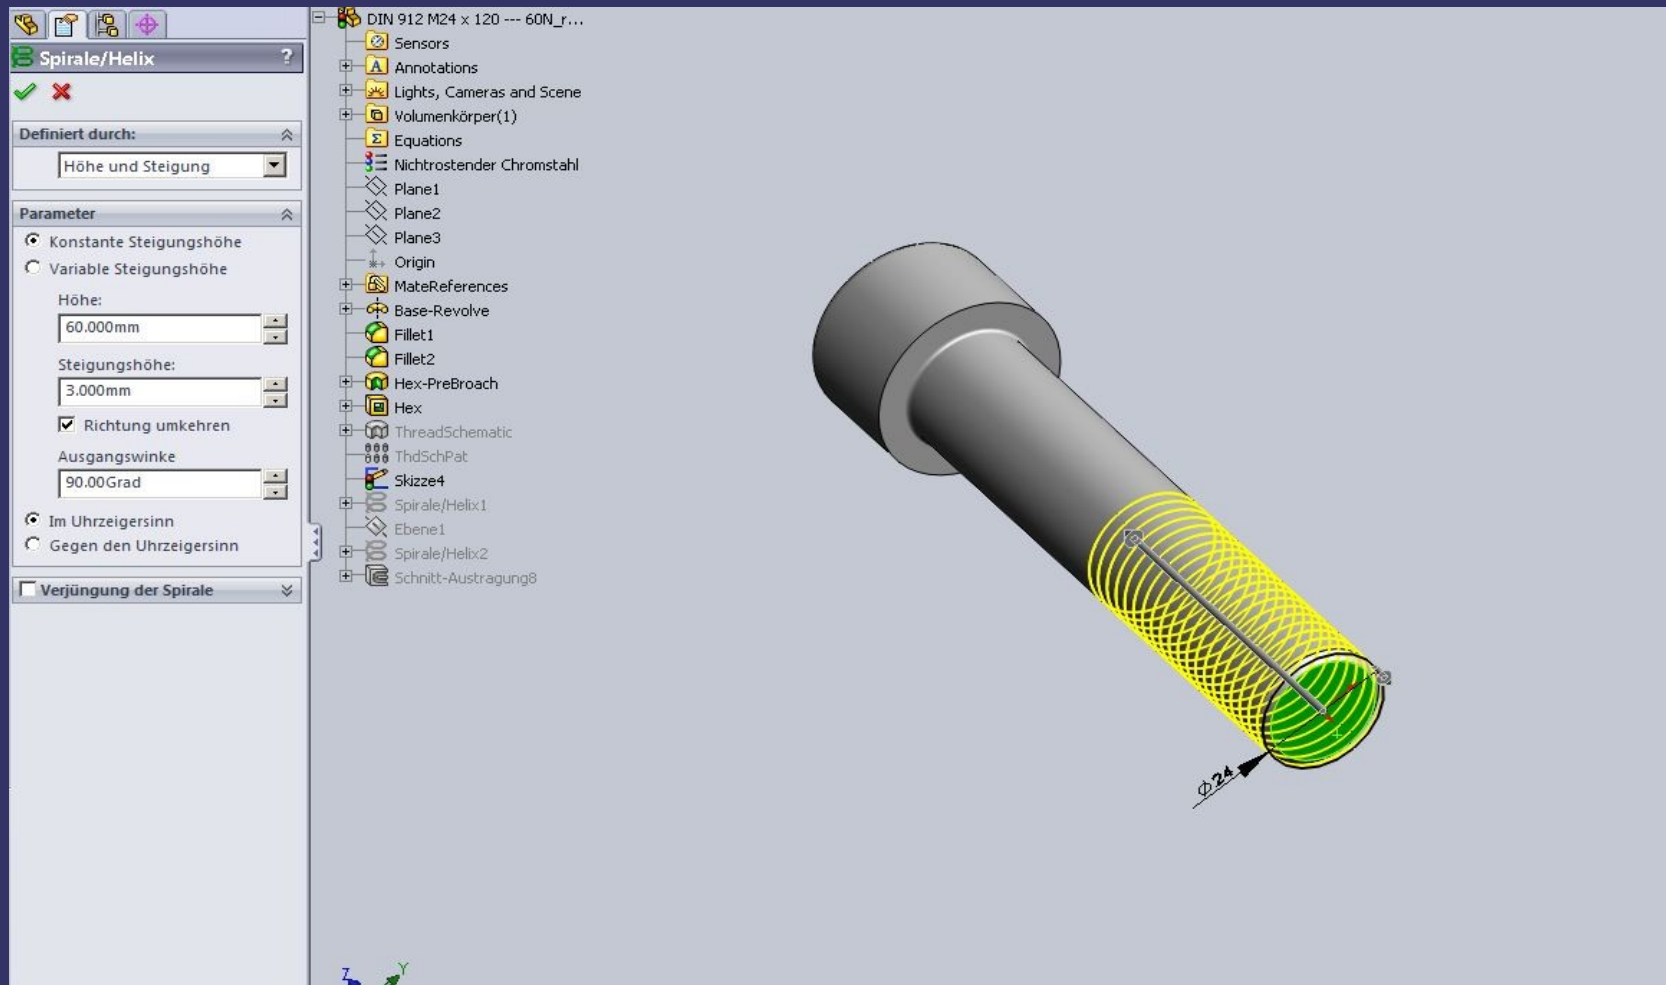 Spirale/Helix ?
Definiert durch:
Höhe und Steigung
Parameter
Konstante Steigungshöhe
Variable Steigungshöhe
Höhe:
60.000mm
Steigungshöhe:
3.000mm
Richtung umkehren
Ausgangswinke
90.00Grad
Im Uhrzeigersinn
Gegen den Uhrzeigersinn
Verjüngung der Spirale
DIN 912 M24 x 120 --- 60N_r...
Sensors
A Annotations
Lights, Cameras and Scene
Volumenkörper(1)
Σ Equations
Nichtrostender Chromstahl
Plane1
Plane2
Plane3
Origin
MateReferences
Base-Revolve
Fillet1
Fillet2
Hex-PreBroach
Hex
ThreadSchematic
ThdSchPat
Skizze4
Spirale/Helix1
Ebene1
Spirale/Helix2
Schnitt-Austragung8
Φ24
Z Y